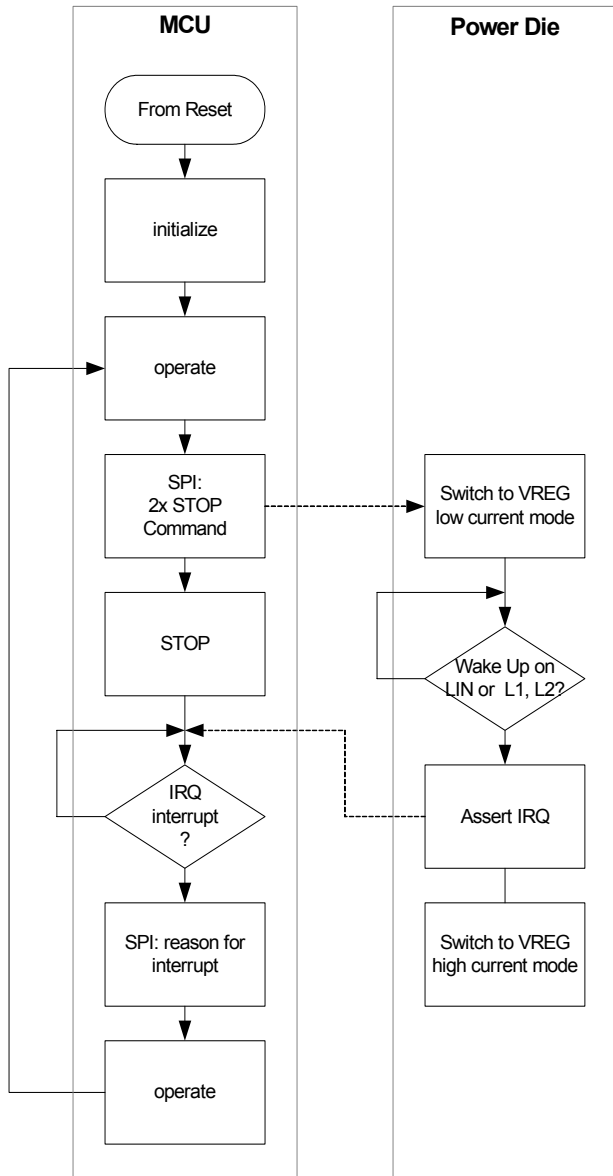 MCU
From Reset
initialize
operate
SPI:
2x STOP
Command
STOP
IRQ
interrupt
?
SPI: reason for
interrupt
operate
Power Die
Switch to VREG
low current mode
Wake Up on
LIN or L1, L2?
Assert IRQ
Switch to VREG
high current mode